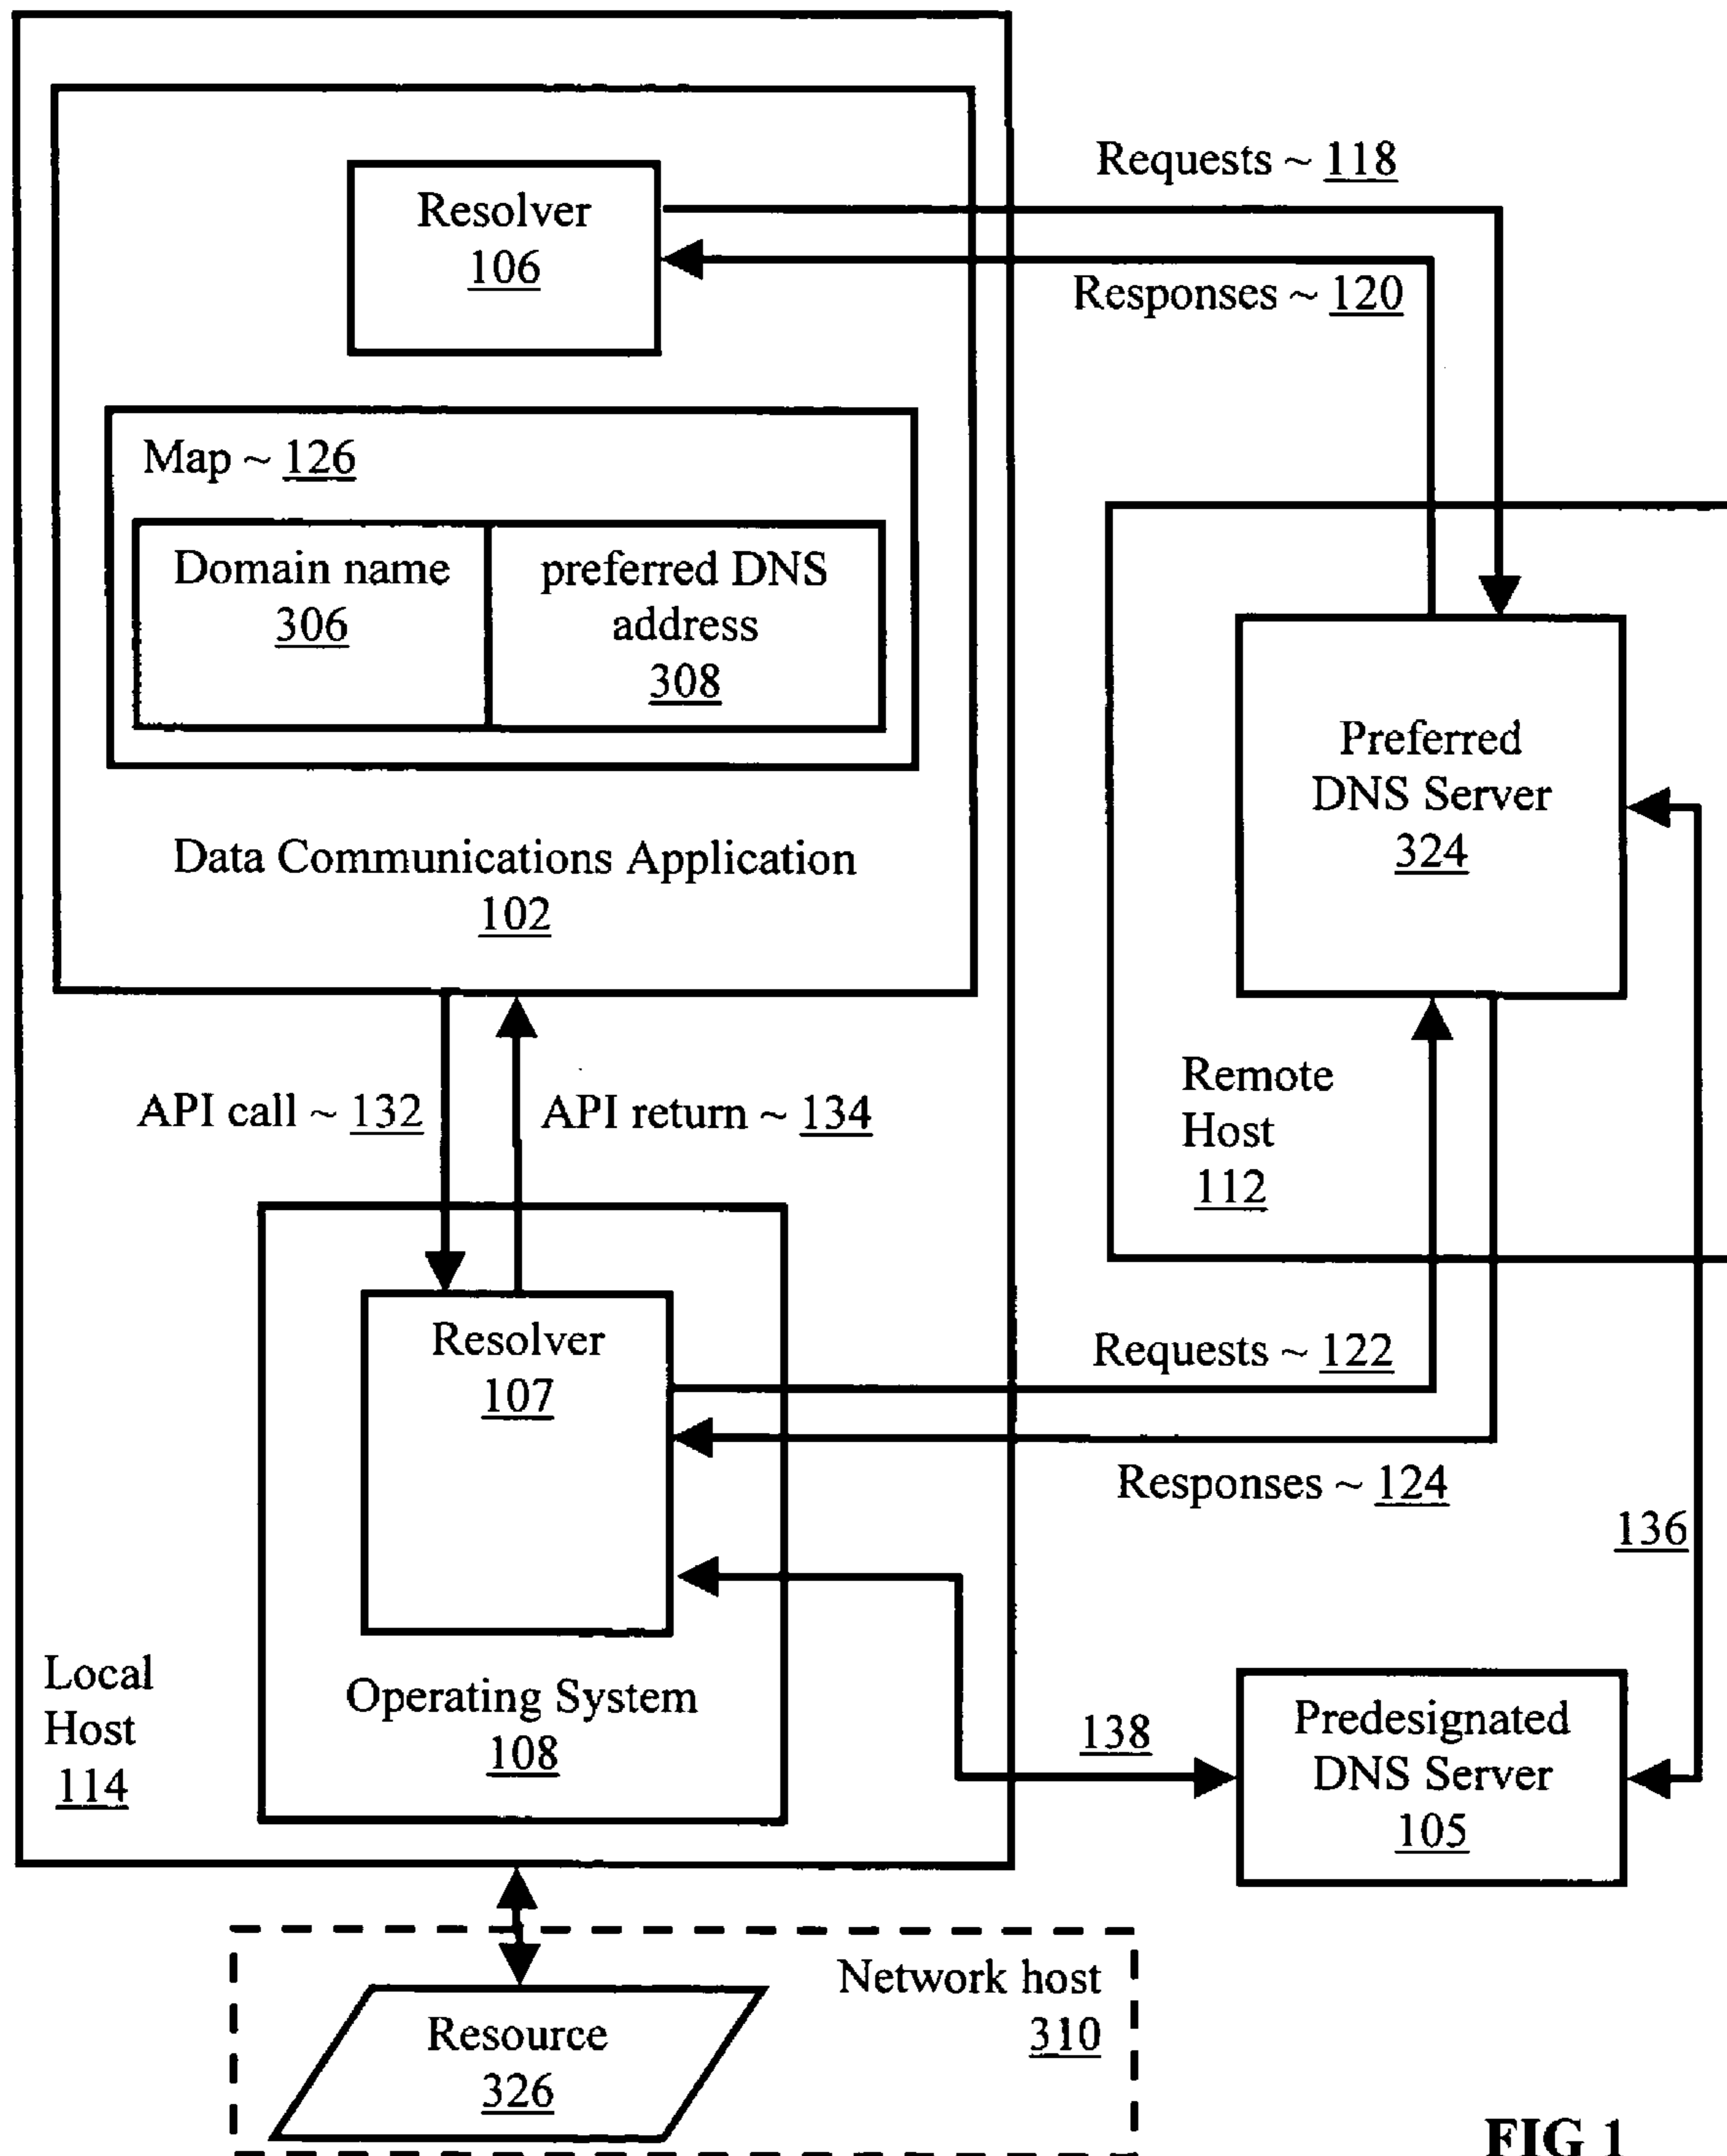 Requests ~ 118
Resolver
106
Responses ~ 120
Map ~ 126
Domain name
306
preferred DNS
address
308
Preferred
DNS Server
324
Data Communications Application
102
Remote
Host
112
API call ~ 132
API return ~ 134
Resolver
107
Requests ~ 122
Responses ~ 124
136
Local
Host
114
Operating System
108
138
Predesignated
DNS Server
105
Network host
310
Resource
326
FIG 1